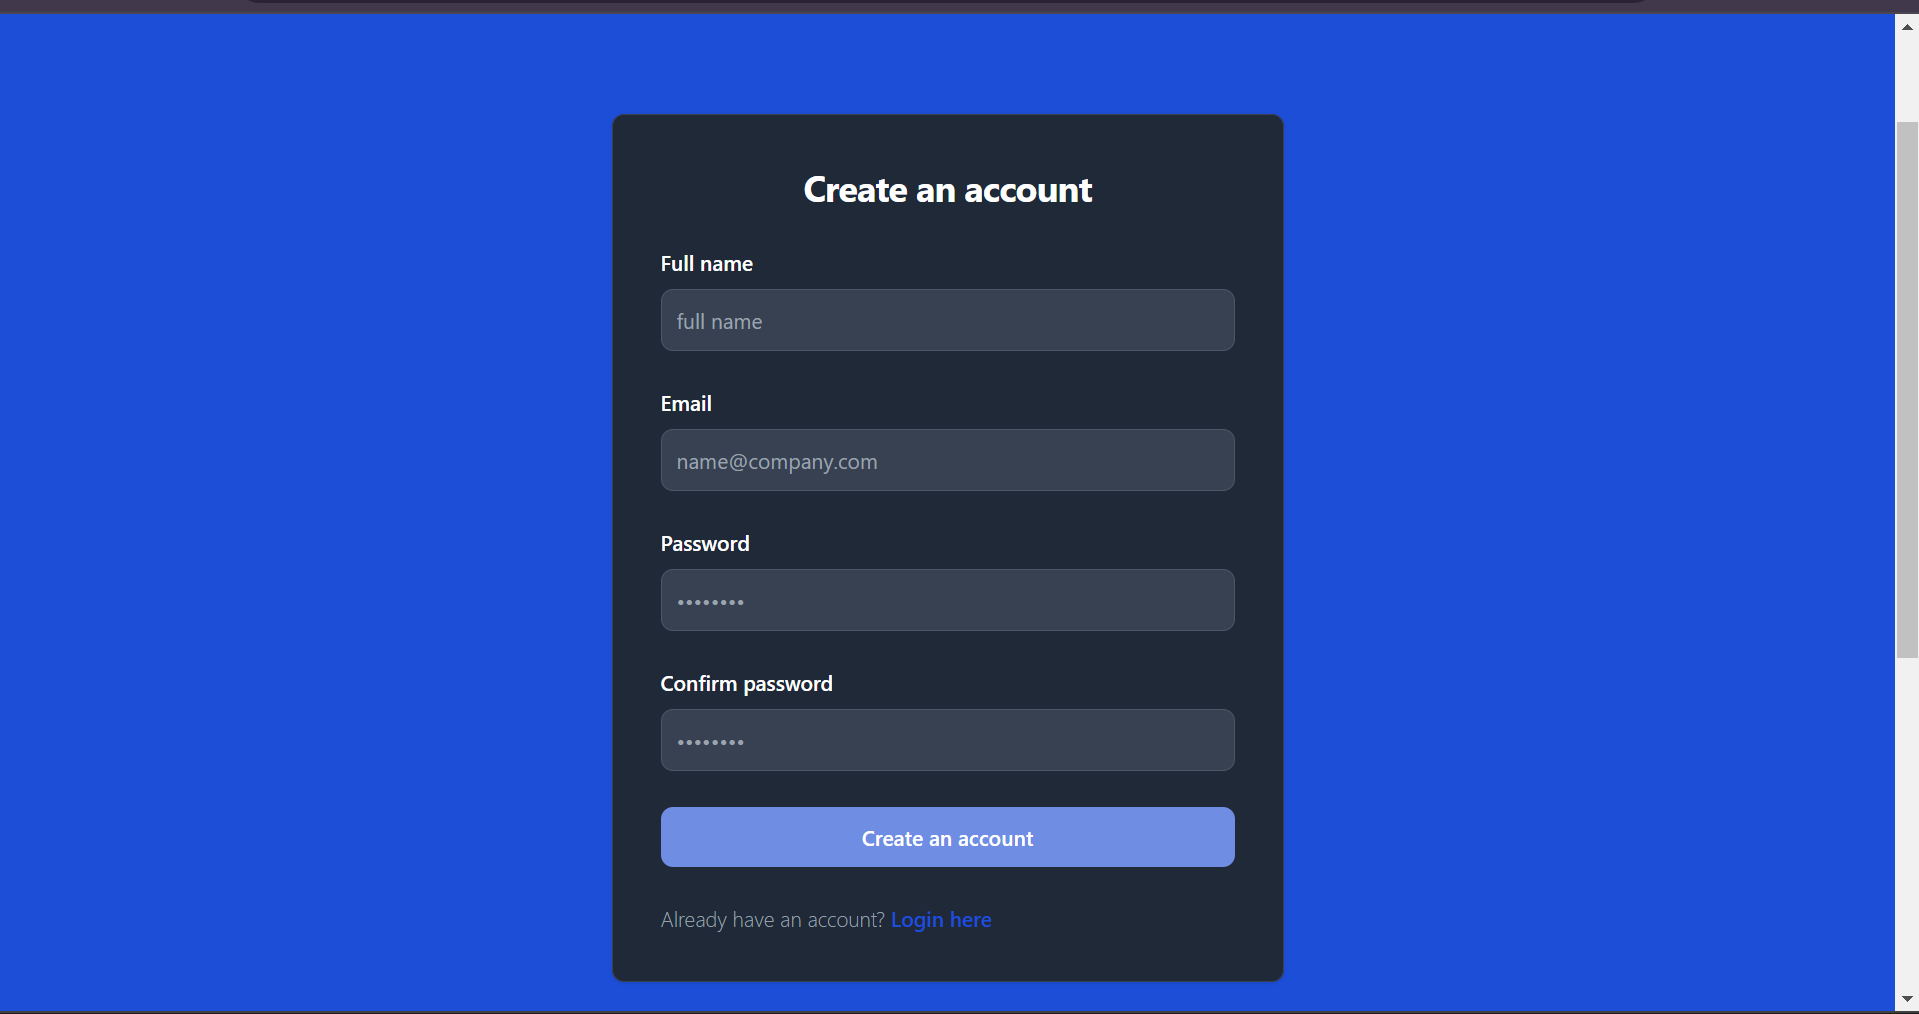 Create an account
Full name
full name
Email
name@company.com
Password
••••••••
Confirm password
••••••••
Create an account
Already have an account? Login here